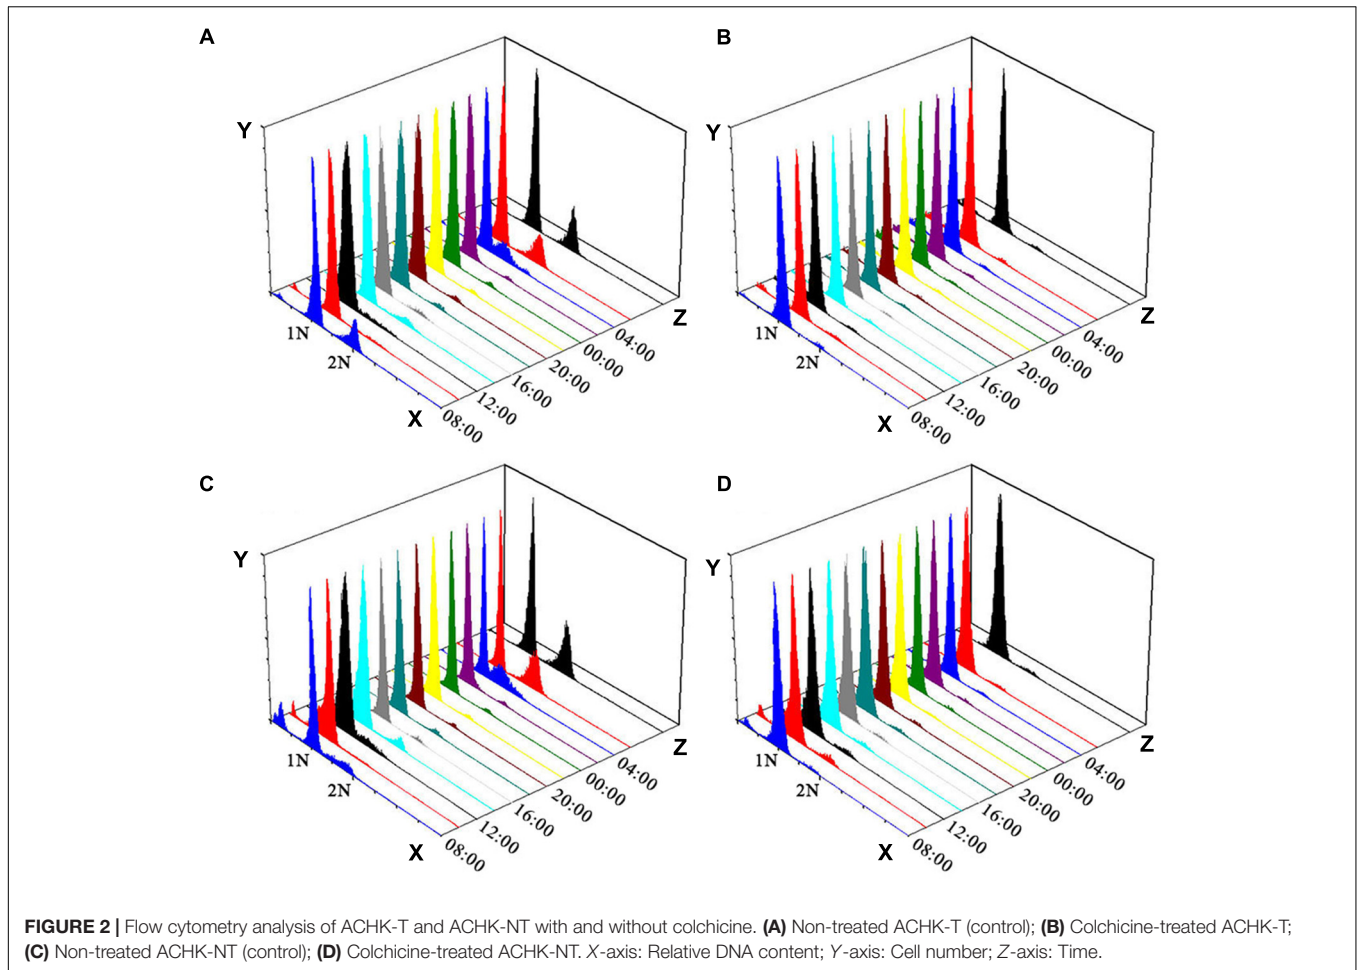 A
Y
1N
2N
X
08:00
12:00
16:00
20:00
00:00
04:00
Z
B
Y
1N
2N
X
08:00
12:00
16:00
20:00
00:00
04:00
Z
C
Y
1N
2N
X
08:00
12:00
16:00
20:00
00:00
04:00
Z
D
Y
1N
2N
X
08:00
12:00
16:00
20:00
00:00
04:00
Z
FIGURE 2 | Flow cytometry analysis of ACHK-T and ACHK-NT with and without colchicine. (A) Non-treated ACHK-T (control); (B) Colchicine-treated ACHK-T;
(C) Non-treated ACHK-NT (control); (D) Colchicine-treated ACHK-NT. X-axis: Relative DNA content; Y-axis: Cell number; Z-axis: Time.